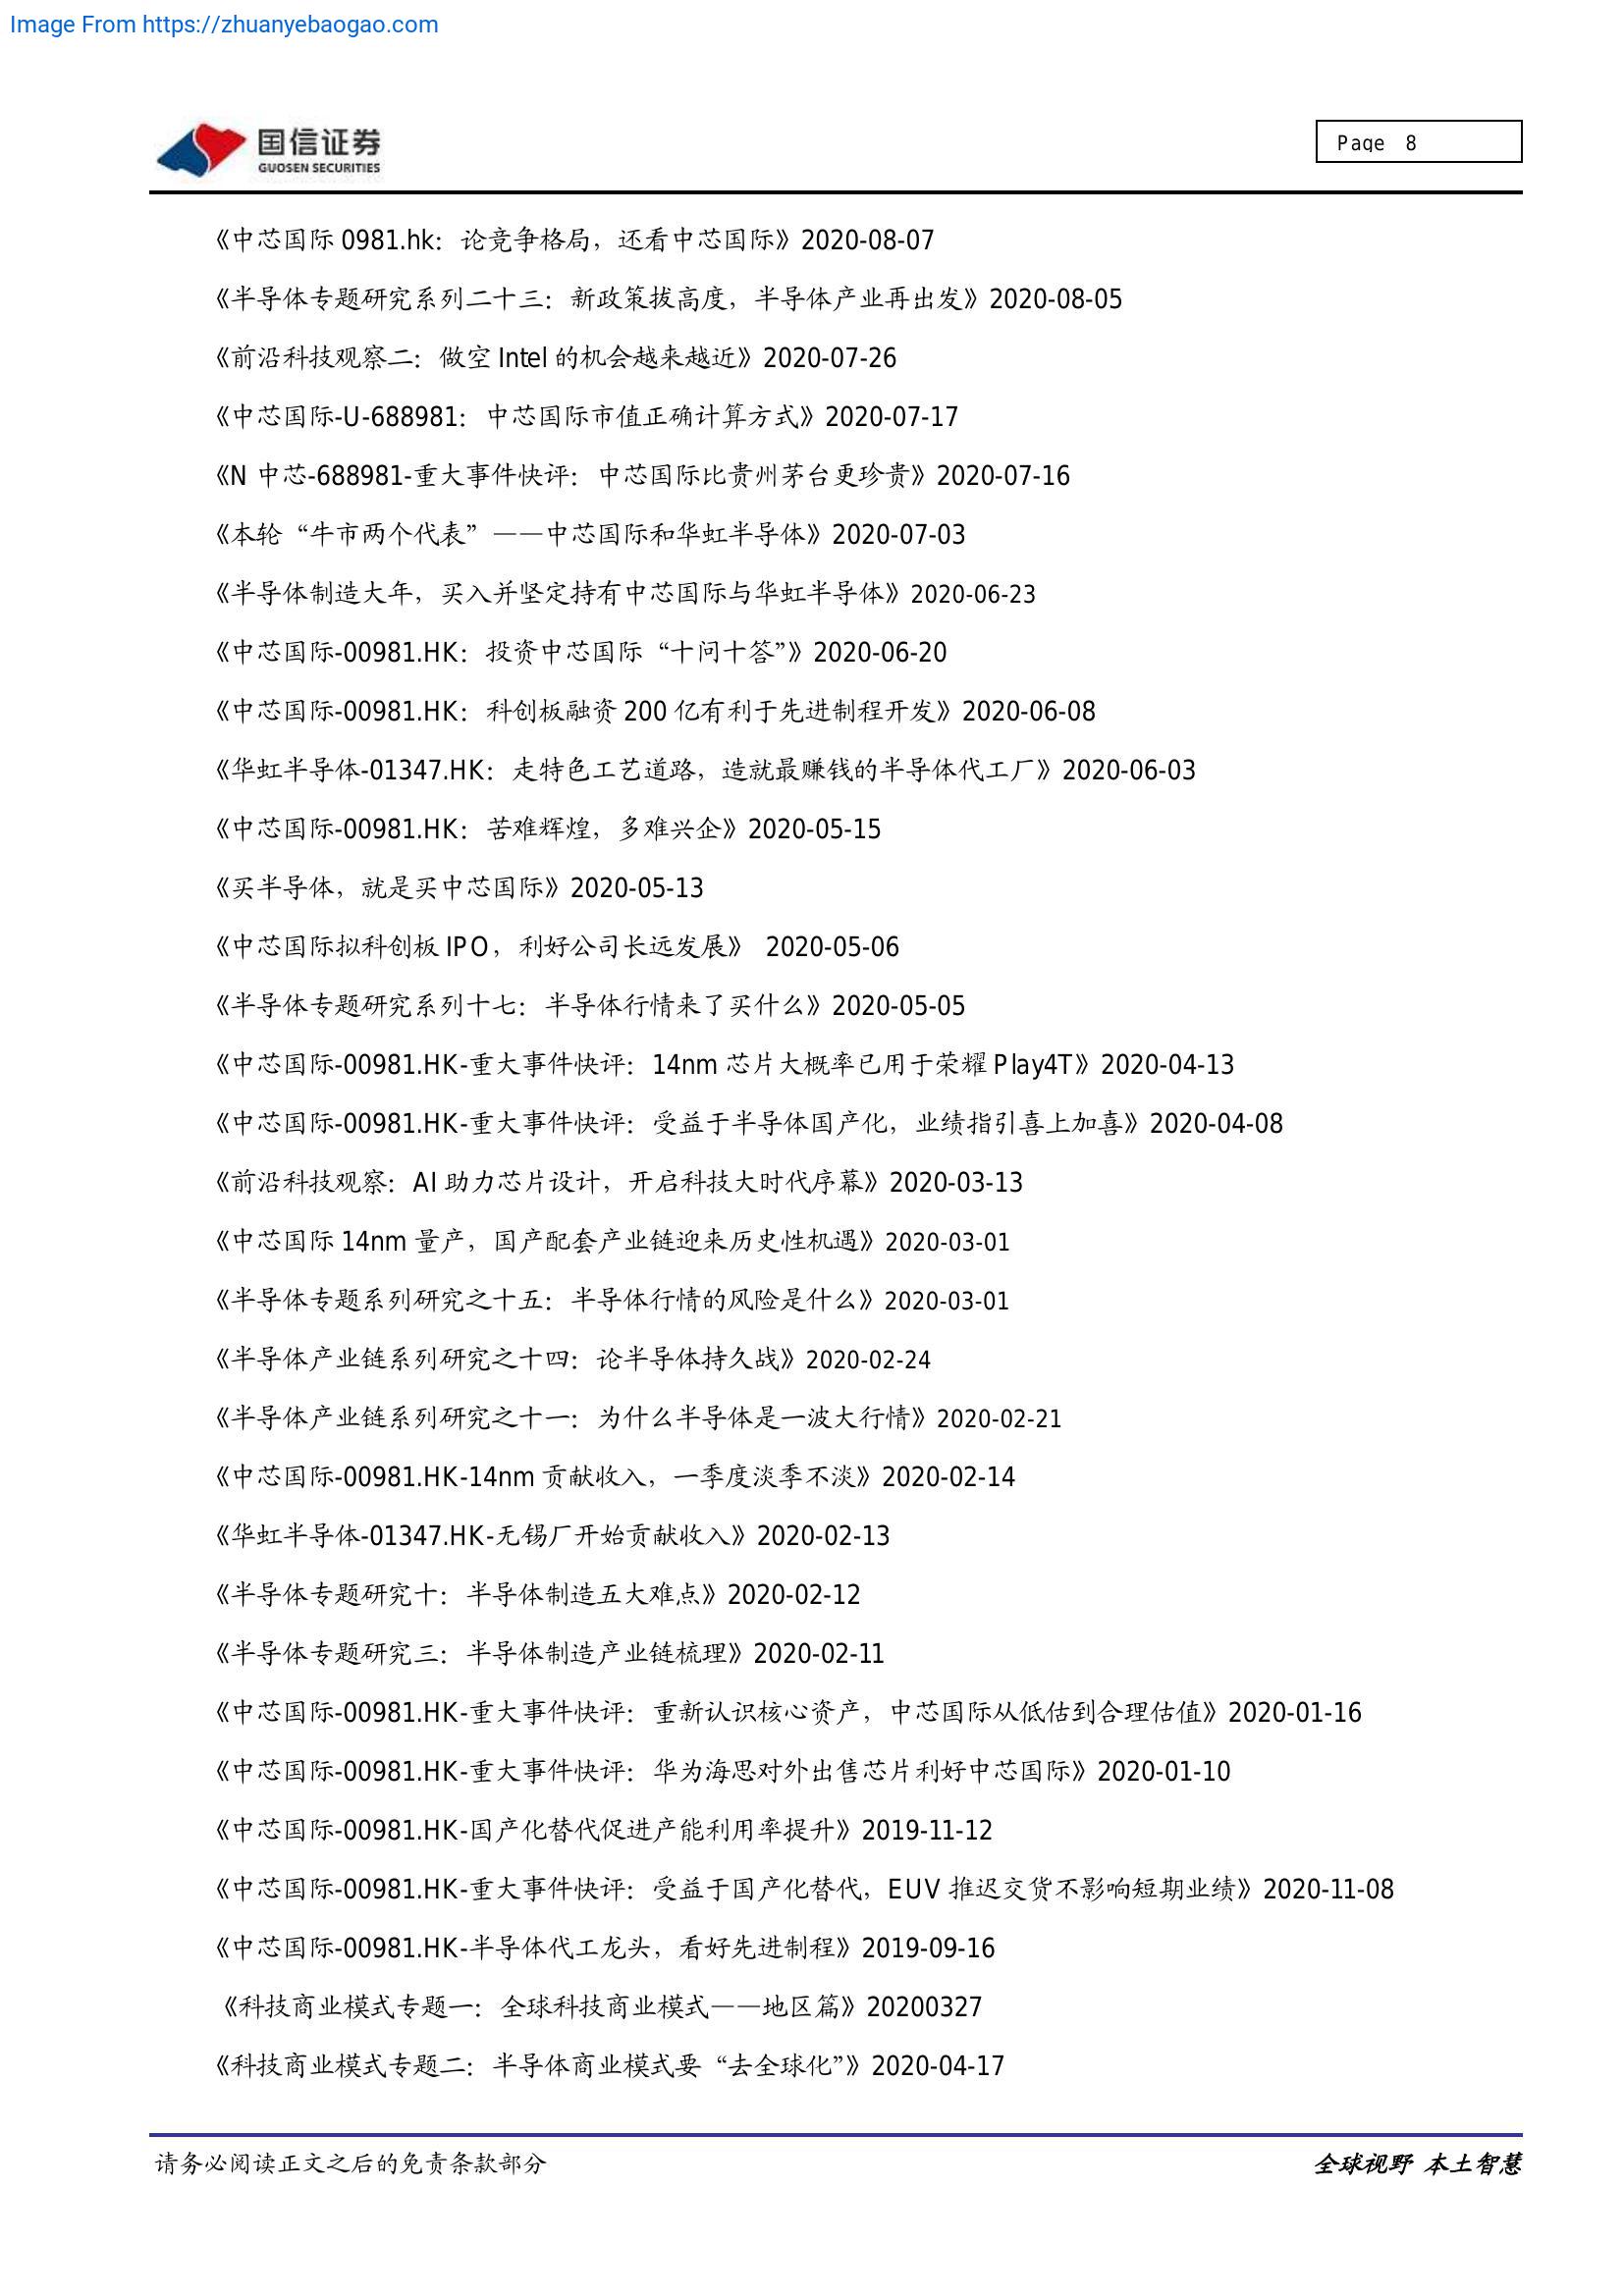 Image From https://zhuanyebaogao.com
国信证券
GUOSEN SECURITIES
Page 8
《中芯国际 0981.hk：论竞争格局，还看中芯国际》2020-08-07
《半导体专题研究系列二十三：新政策拔高度，半导体产业再出发》2020-08-05
《前沿科技观察二：做空 Intel 的机会越来越近》2020-07-26
《中芯国际-U-688981：中芯国际市值正确计算方式》2020-07-17
《N 中芯-688981-重大事件快评：中芯国际比贵州茅台更珍贵》2020-07-16
《本轮“牛市两个代表”——中芯国际和华虹半导体》2020-07-03
《半导体制造大年，买入并坚定持有中芯国际与华虹半导体》2020-06-23
《中芯国际-00981.HK：投资中芯国际“十问十答”》2020-06-20
《中芯国际-00981.HK：科创板融资 200 亿有利于先进制程开发》2020-06-08
《华虹半导体-01347.HK：走特色工艺道路，造就最赚钱的半导体代工厂》2020-06-03
《中芯国际-00981.HK：苦难辉煌，多难兴企》2020-05-15
《买半导体，就是买中芯国际》2020-05-13
《中芯国际拟科创板 IPO，利好公司长远发展》 2020-05-06
《半导体专题研究系列十七：半导体行情来了买什么》2020-05-05
《中芯国际-00981.HK-重大事件快评：14nm 芯片大概率已用于荣耀 Play4T》2020-04-13
《中芯国际-00981.HK-重大事件快评：受益于半导体国产化，业绩指引喜上加喜》2020-04-08
《前沿科技观察：AI 助力芯片设计，开启科技大时代序幕》2020-03-13
《中芯国际 14nm 量产，国产配套产业链迎来历史性机遇》2020-03-01
《半导体专题系列研究之十五：半导体行情的风险是什么》2020-03-01
《半导体产业链系列研究之十四：论半导体持久战》2020-02-24
《半导体产业链系列研究之十一：为什么半导体是一波大行情》2020-02-21
《中芯国际-00981.HK-14nm 贡献收入，一季度淡季不淡》2020-02-14
《华虹半导体-01347.HK-无锡厂开始贡献收入》2020-02-13
《半导体专题研究十：半导体制造五大难点》2020-02-12
《半导体专题研究三：半导体制造产业链梳理》2020-02-11
《中芯国际-00981.HK-重大事件快评：重新认识核心资产，中芯国际从低估到合理估值》2020-01-16
《中芯国际-00981.HK-重大事件快评：华为海思对外出售芯片利好中芯国际》2020-01-10
《中芯国际-00981.HK-国产化替代促进产能利用率提升》2019-11-12
《中芯国际-00981.HK-重大事件快评：受益于国产化替代，EUV 推迟交货不影响短期业绩》2020-11-08
《中芯国际-00981.HK-半导体代工龙头，看好先进制程》2019-09-16
《科技商业模式专题一：全球科技商业模式——地区篇》20200327
《科技商业模式专题二：半导体商业模式要“去全球化”》2020-04-17
请务必阅读正文之后的免责条款部分
全球视野 本土智慧